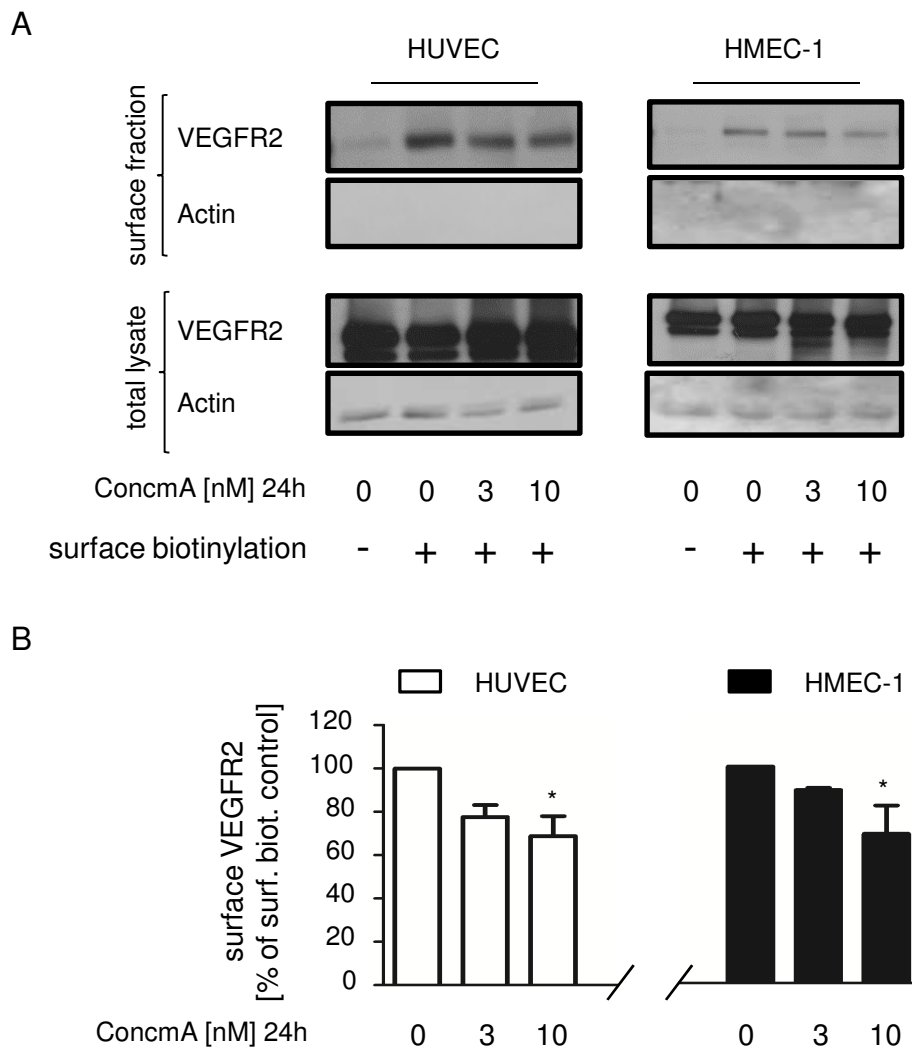 A
HUVEC HMEC-1
surface fraction
VEGFR2
Actin
total lysate
VEGFR2
Actin
ConcmA [nM] 24h 0 0 3 10 0 0 3 10
surface biotinylation - + + + - + + +
B
HUVEC HMEC-1
surface VEGFR2
[% of surf. biot. control]
120
100
80
60
40
20
0
* *
ConcmA [nM] 24h 0 3 10 0 3 10